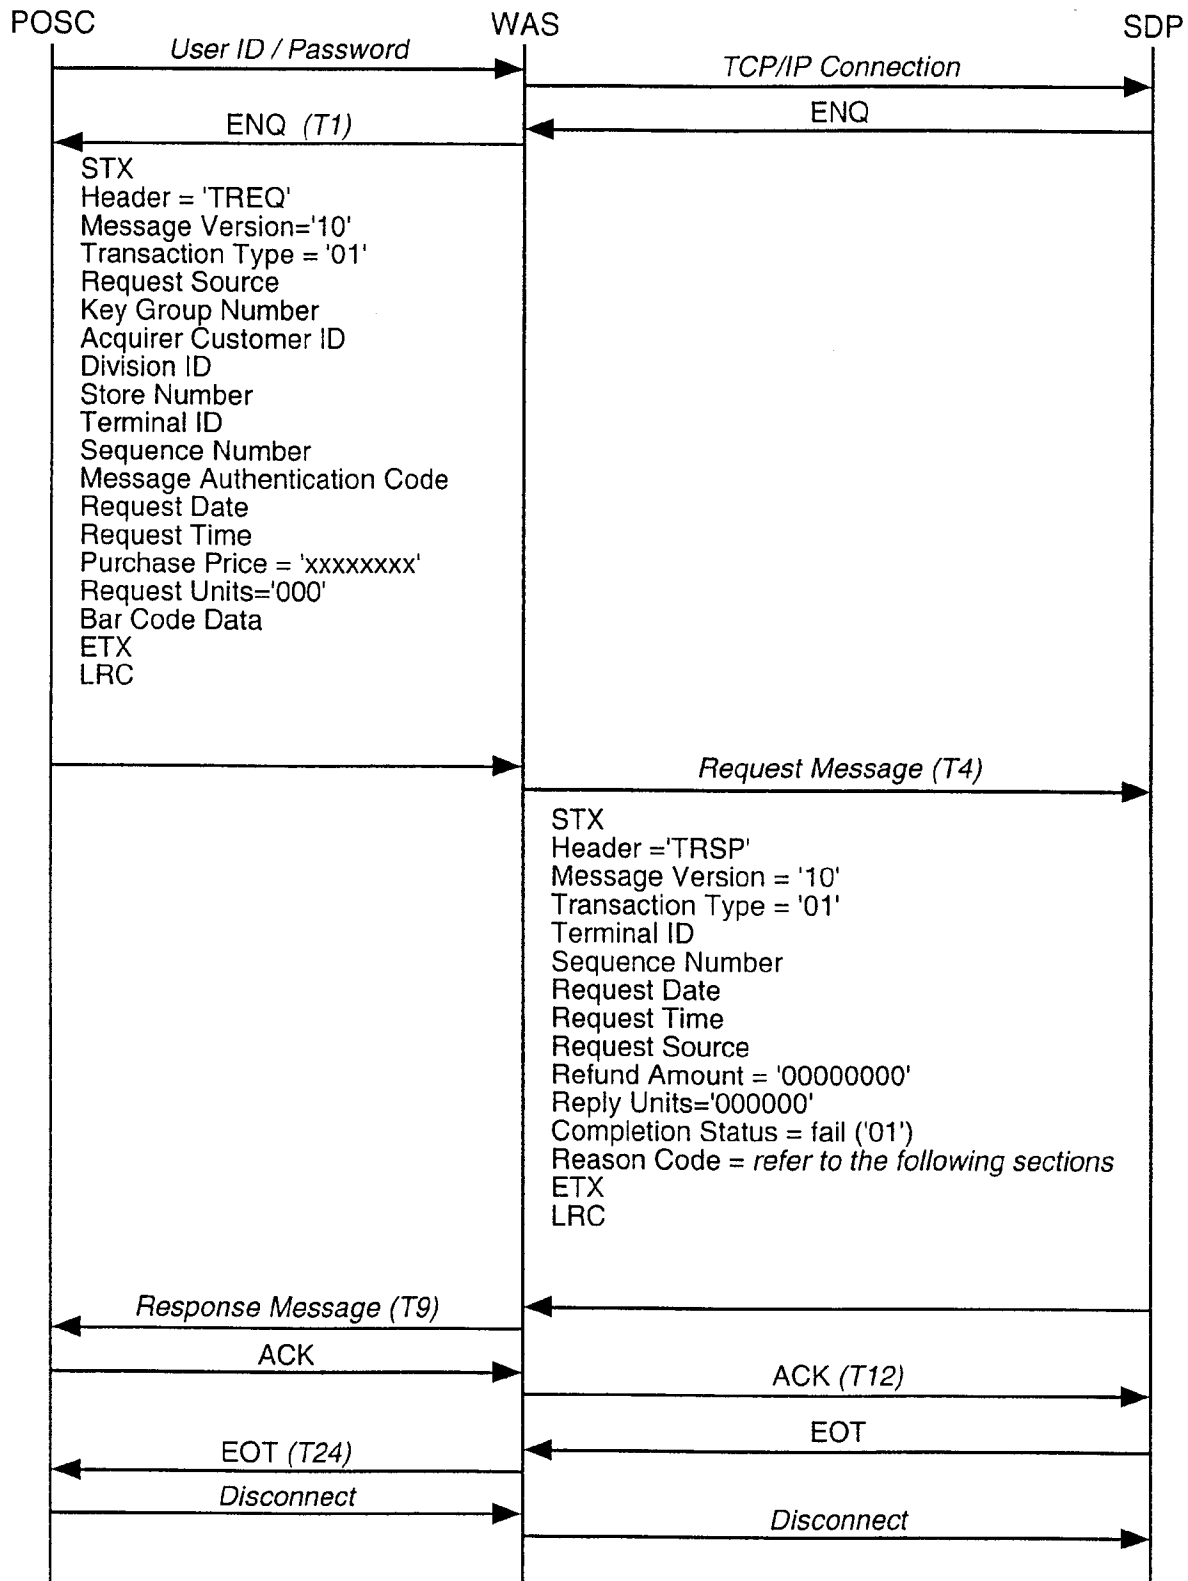 POSC
WAS
SDP
User ID / Password
TCP/IP Connection
ENQ
ENQ (T1)
STX
Header = 'TREQ'
Message Version='10'
Transaction Type = '01'
Request Source
Key Group Number
Acquirer Customer ID
Division ID
Store Number
Terminal ID
Sequence Number
Message Authentication Code
Request Date
Request Time
Purchase Price = 'xxxxxxxx'
Request Units='000'
Bar Code Data
ETX
LRC
Request Message (T4)
STX
Header ='TRSP'
Message Version = '10'
Transaction Type = '01'
Terminal ID
Sequence Number
Request Date
Request Time
Request Source
Refund Amount = '00000000'
Reply Units='000000'
Completion Status = fail ('01')
Reason Code = refer to the following sections
ETX
LRC
Response Message (T9)
ACK
ACK (T12)
EOT
EOT (T24)
Disconnect
Disconnect